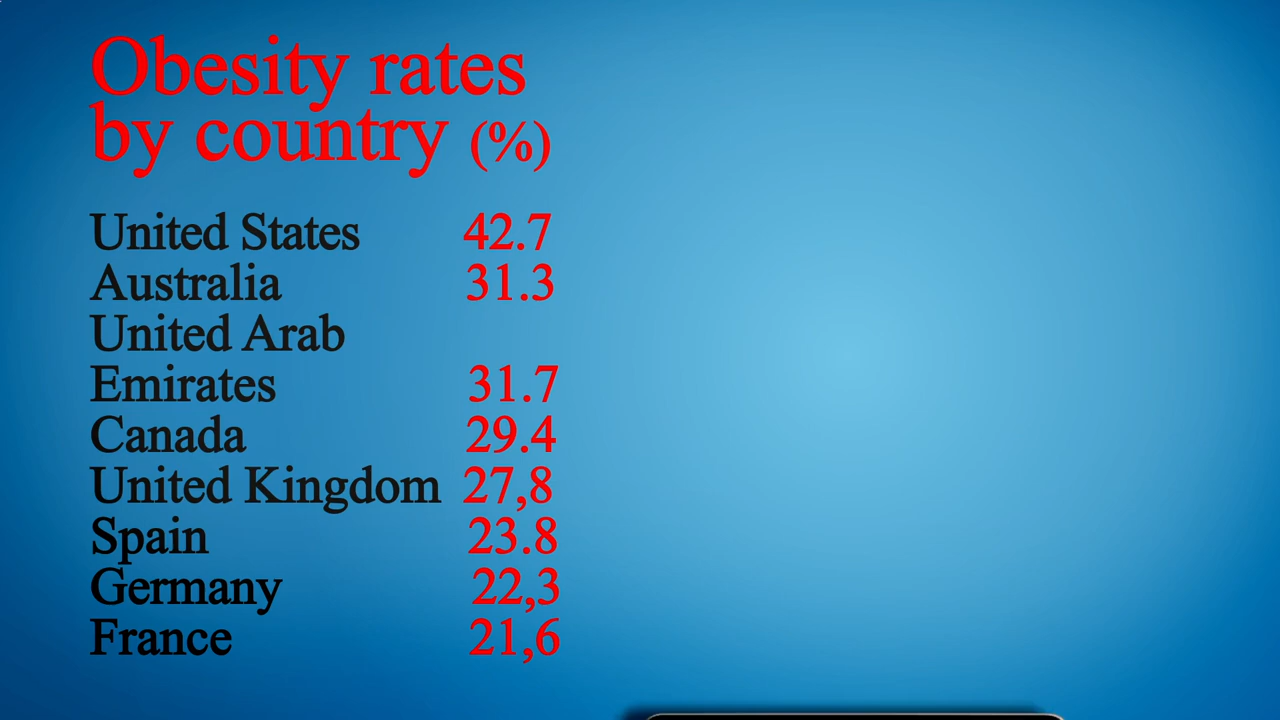 Obesity rates
by country (%)
United States 42.7
Australia 31.3
United Arab
Emirates 31.7
Canada 29.4
United Kingdom 27,8
Spain 23.8
Germany 22,3
France 21,6